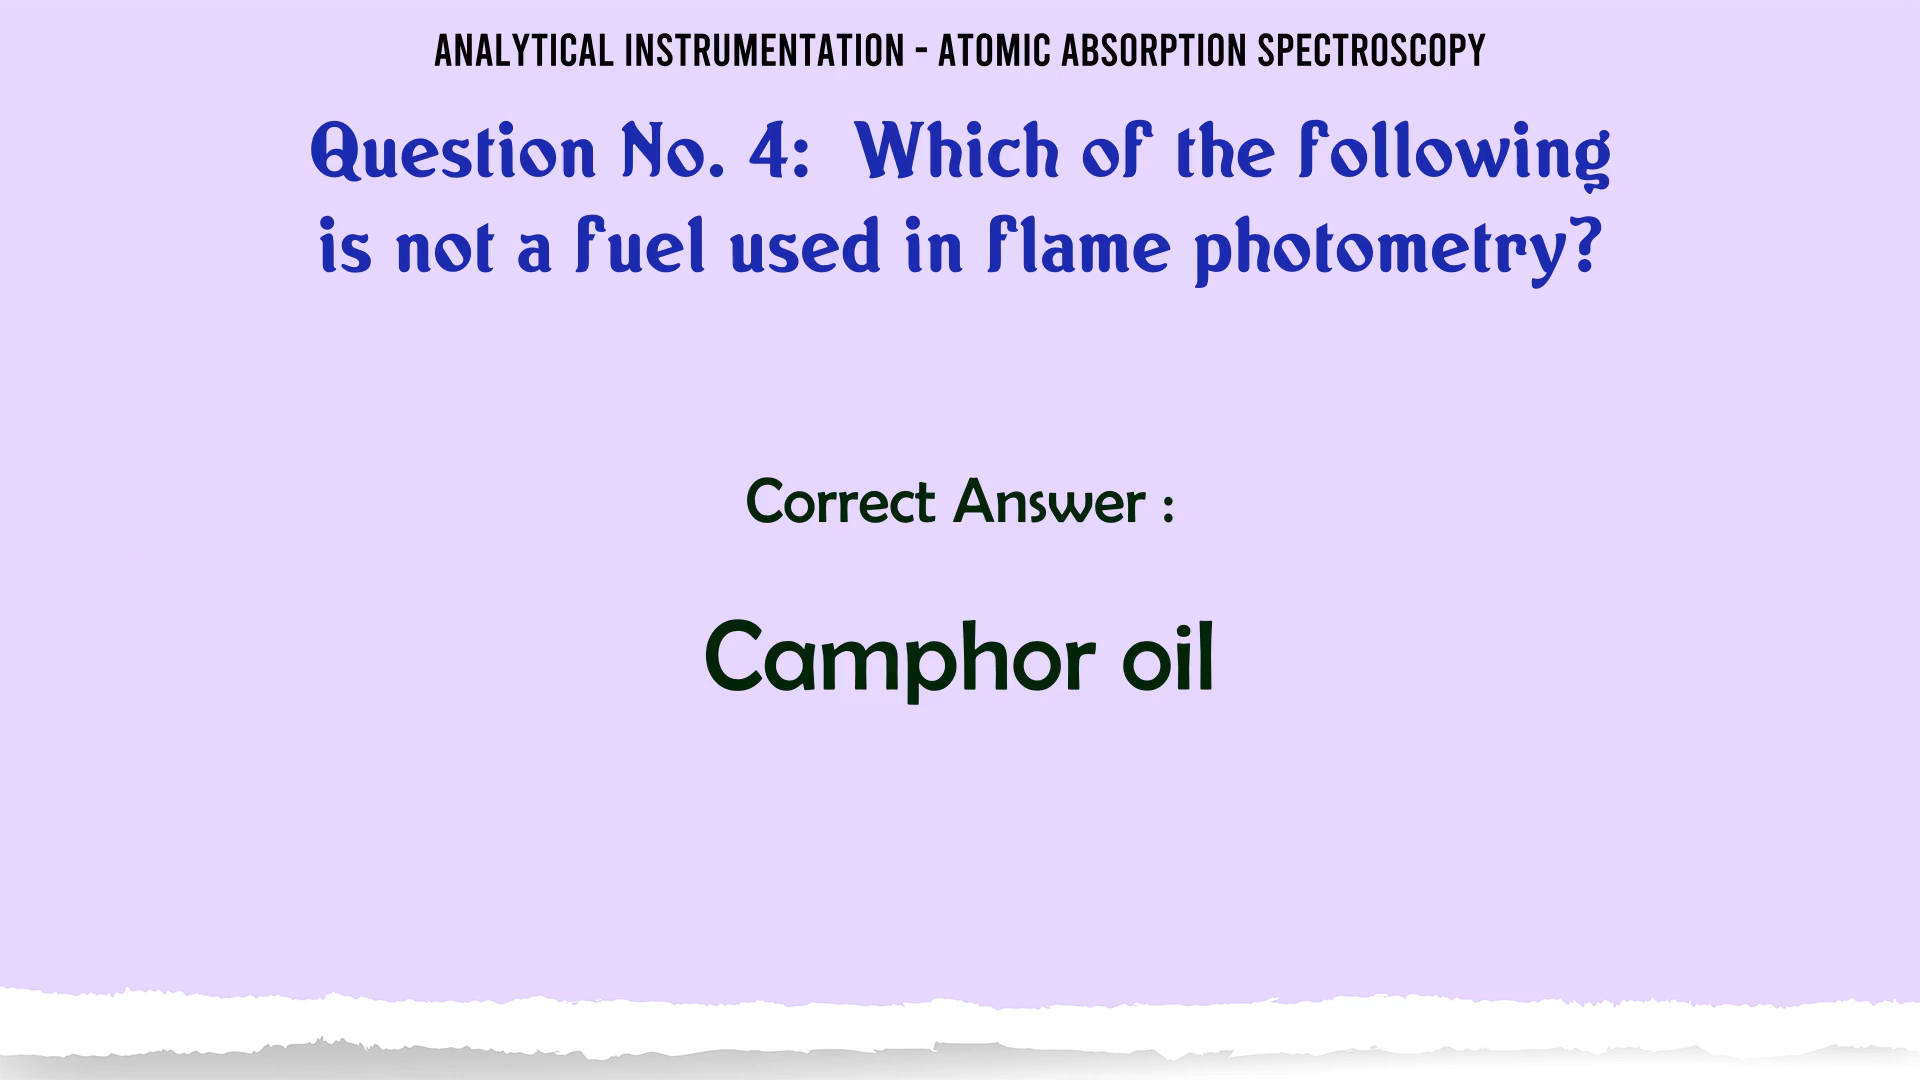 ANALYTICAL INSTRUMENTATION - ATOMIC ABSORPTION SPECTROSCOPY
Question No. 4: Which of the following
is not a fuel used in flame photometry?
Correct Answer :
Camphor oil